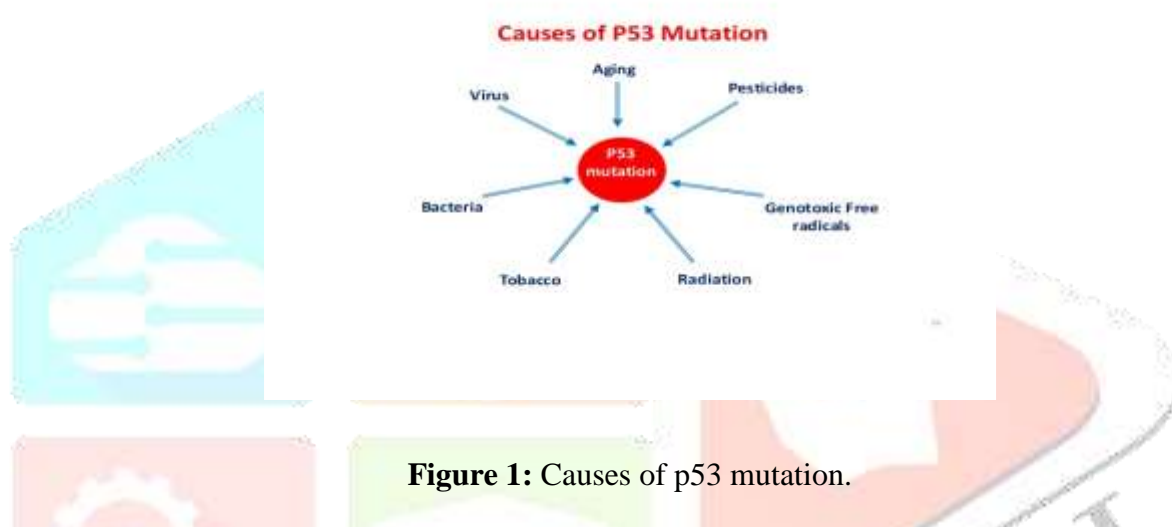 Causes of P53 Mutation
Aging
Virus
Pesticides
P53
mutation
Bacteria
Genotoxic Free
radicals
Tobacco
Radiation
Figure 1: Causes of p53 mutation.